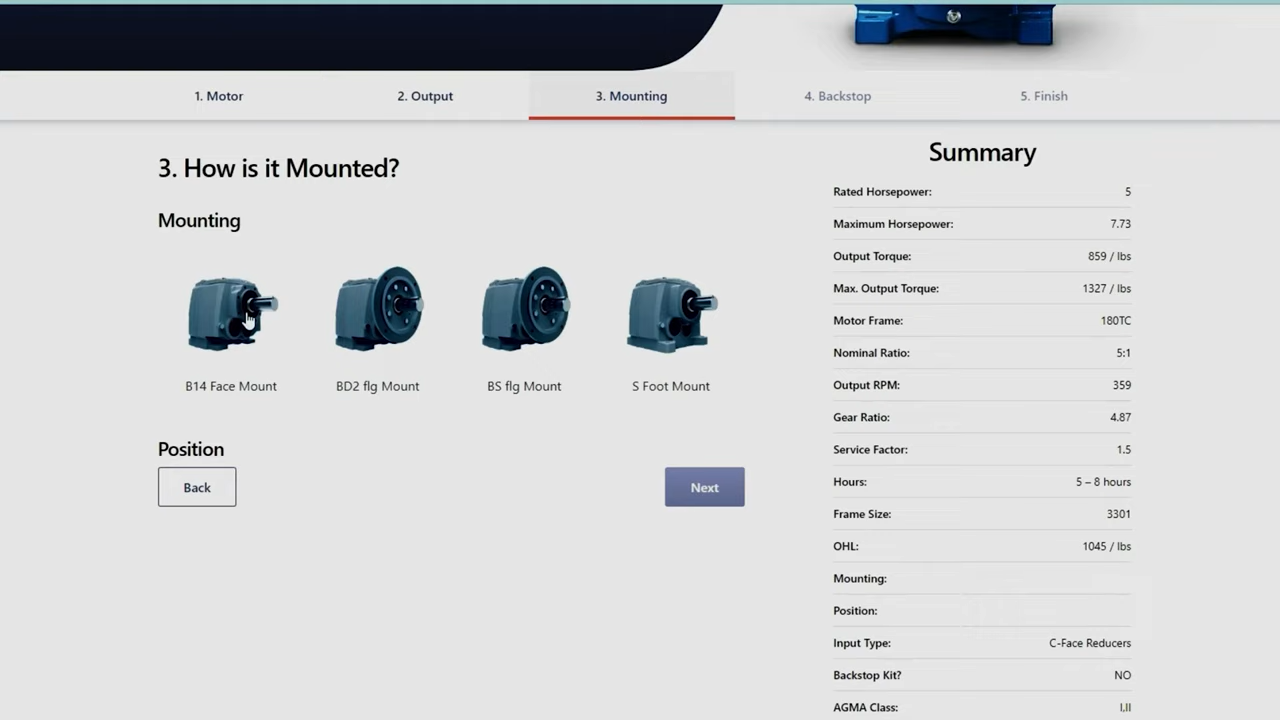 1. Motor
2. Output
3. Mounting
4. Backstop
5. Finish
3. How is it Mounted?
Mounting
B14 Face Mount
BD2 flg Mount
BS flg Mount
S Foot Mount
Position
Back
Next
Summary
Rated Horsepower: 5
Maximum Horsepower: 7.73
Output Torque: 859 / lbs
Max. Output Torque: 1327 / lbs
Motor Frame: 180TC
Nominal Ratio: 5:1
Output RPM: 359
Gear Ratio: 4.87
Service Factor: 1.5
Hours: 5 – 8 hours
Frame Size: 3301
OHL: 1045 / lbs
Mounting:
Position:
Input Type: C-Face Reducers
Backstop Kit? NO
AGMA Class: I,II